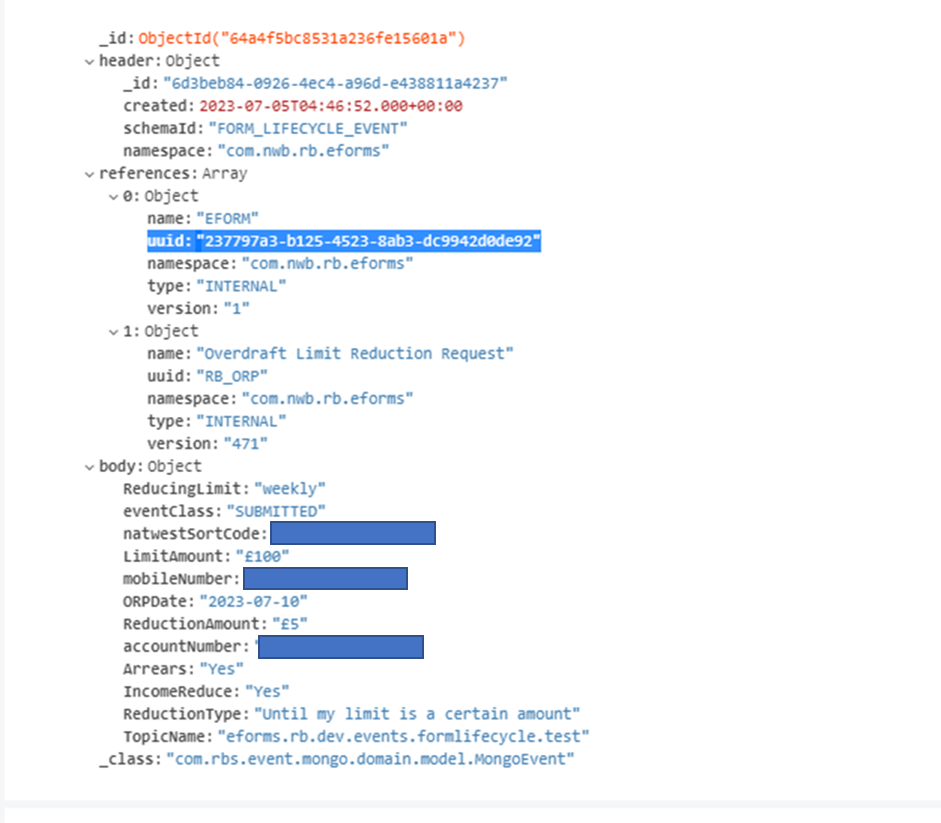 _id: ObjectId("64a4f5bc8531a236fe15601a")
header: Object
_id: "6d3beb84-0926-4ec4-a96d-e438811a4237"
created: 2023-07-05T04:46:52.000+00:00
schemaId: "FORM_LIFECYCLE_EVENT"
namespace: "com.nwb.rb.eforms"
references: Array
0: Object
name: "EFORM"
uuid: "237797a3-b125-4523-8ab3-dc9942d0de92"
namespace: "com.nwb.rb.eforms"
type: "INTERNAL"
version: "1"
1: Object
name: "Overdraft Limit Reduction Request"
uuid: "RB_ORP"
namespace: "com.nwb.rb.eforms"
type: "INTERNAL"
version: "471"
body: Object
ReducingLimit: "weekly"
eventClass: "SUBMITTED"
natwestSortCode:
LimitAmount: "£100"
mobileNumber:
ORPDate: "2023-07-10"
ReductionAmount: "£5"
accountNumber: "
Arrears: "Yes"
IncomeReduce: "Yes"
ReductionType: "Until my limit is a certain amount"
TopicName: "eforms.rb.dev.events.formlifecycle.test"
_class: "com.rbs.event.mongo.domain.model.MongoEvent"